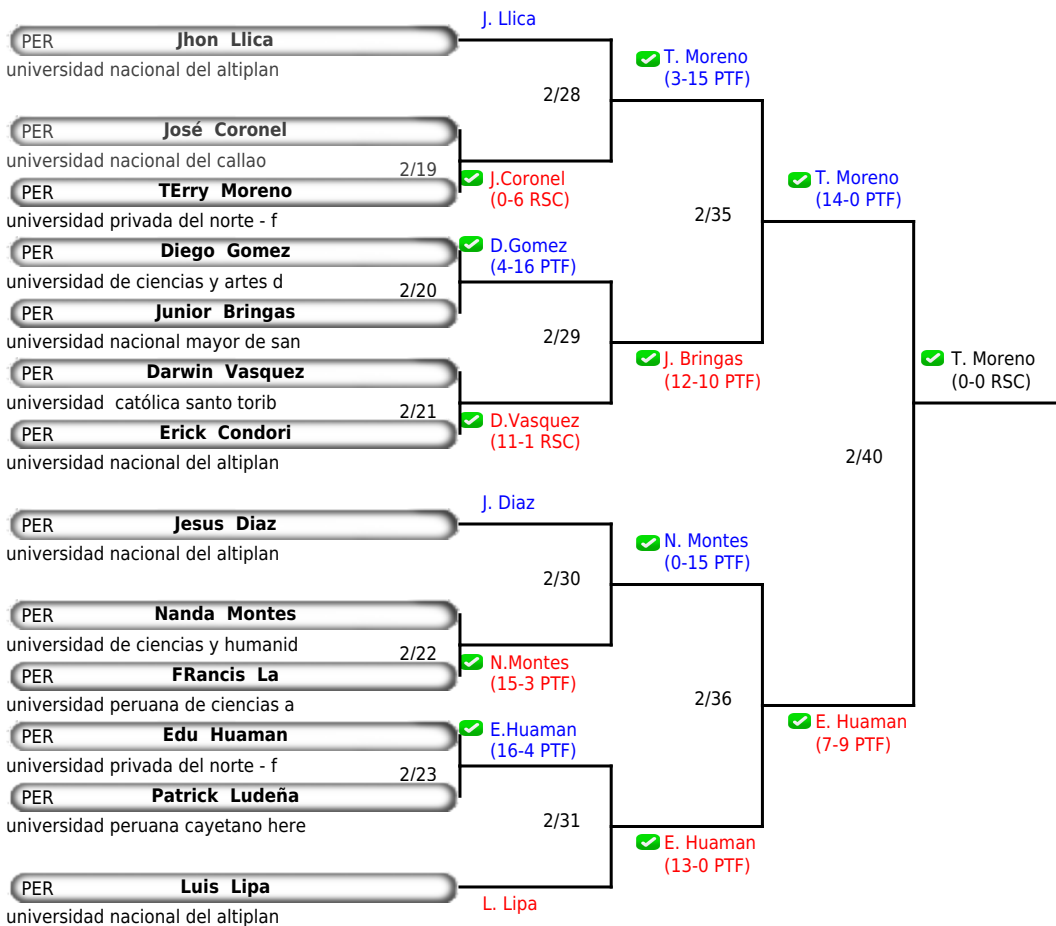 J. Llica
PER Jhon Llica
universidad nacional del altiplan
T. Moreno
(3-15 PTF)
2/28
PER José Coronel
universidad nacional del callao
2/19
J.Coronel
(0-6 RSC)
PER TErry Moreno
universidad privada del norte - f
T. Moreno
(14-0 PTF)
2/35
PER Diego Gomez
universidad de ciencias y artes d
2/20
D.Gomez
(4-16 PTF)
PER Junior Bringas
universidad nacional mayor de san
2/29
J. Bringas
(12-10 PTF)
PER Darwin Vasquez
universidad católica santo torib
2/21
D.Vasquez
(11-1 RSC)
PER Erick Condori
universidad nacional del altiplan
T. Moreno
(0-0 RSC)
2/40
J. Diaz
PER Jesus Diaz
universidad nacional del altiplan
N. Montes
(0-15 PTF)
2/30
PER Nanda Montes
universidad de ciencias y humanid
2/22
N.Montes
(15-3 PTF)
PER FRancis La
universidad peruana de ciencias a
2/36
E. Huaman
(7-9 PTF)
PER Edu Huaman
universidad privada del norte - f
2/23
E.Huaman
(16-4 PTF)
PER Patrick Ludeña
universidad peruana cayetano here
2/31
E. Huaman
(13-0 PTF)
PER Luis Lipa
L. Lipa
universidad nacional del altiplan